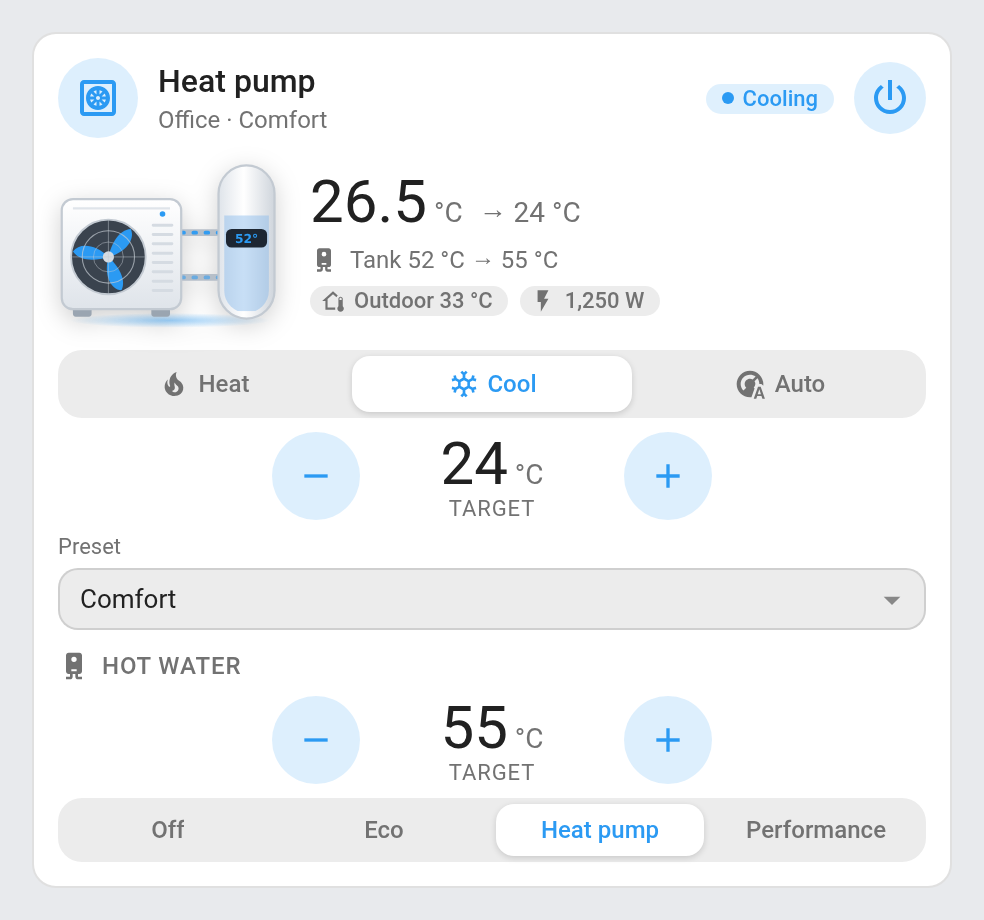 Heat pump
Office · Comfort
Cooling
26.5 °C → 24 °C
52°
Tank 52 °C → 55 °C
Outdoor 33 °C
1,250 W
Heat
Cool
A
Auto
24 °C
TARGET
Preset
Comfort
HOT WATER
55 °C
TARGET
Off
Eco
Heat pump
Performance